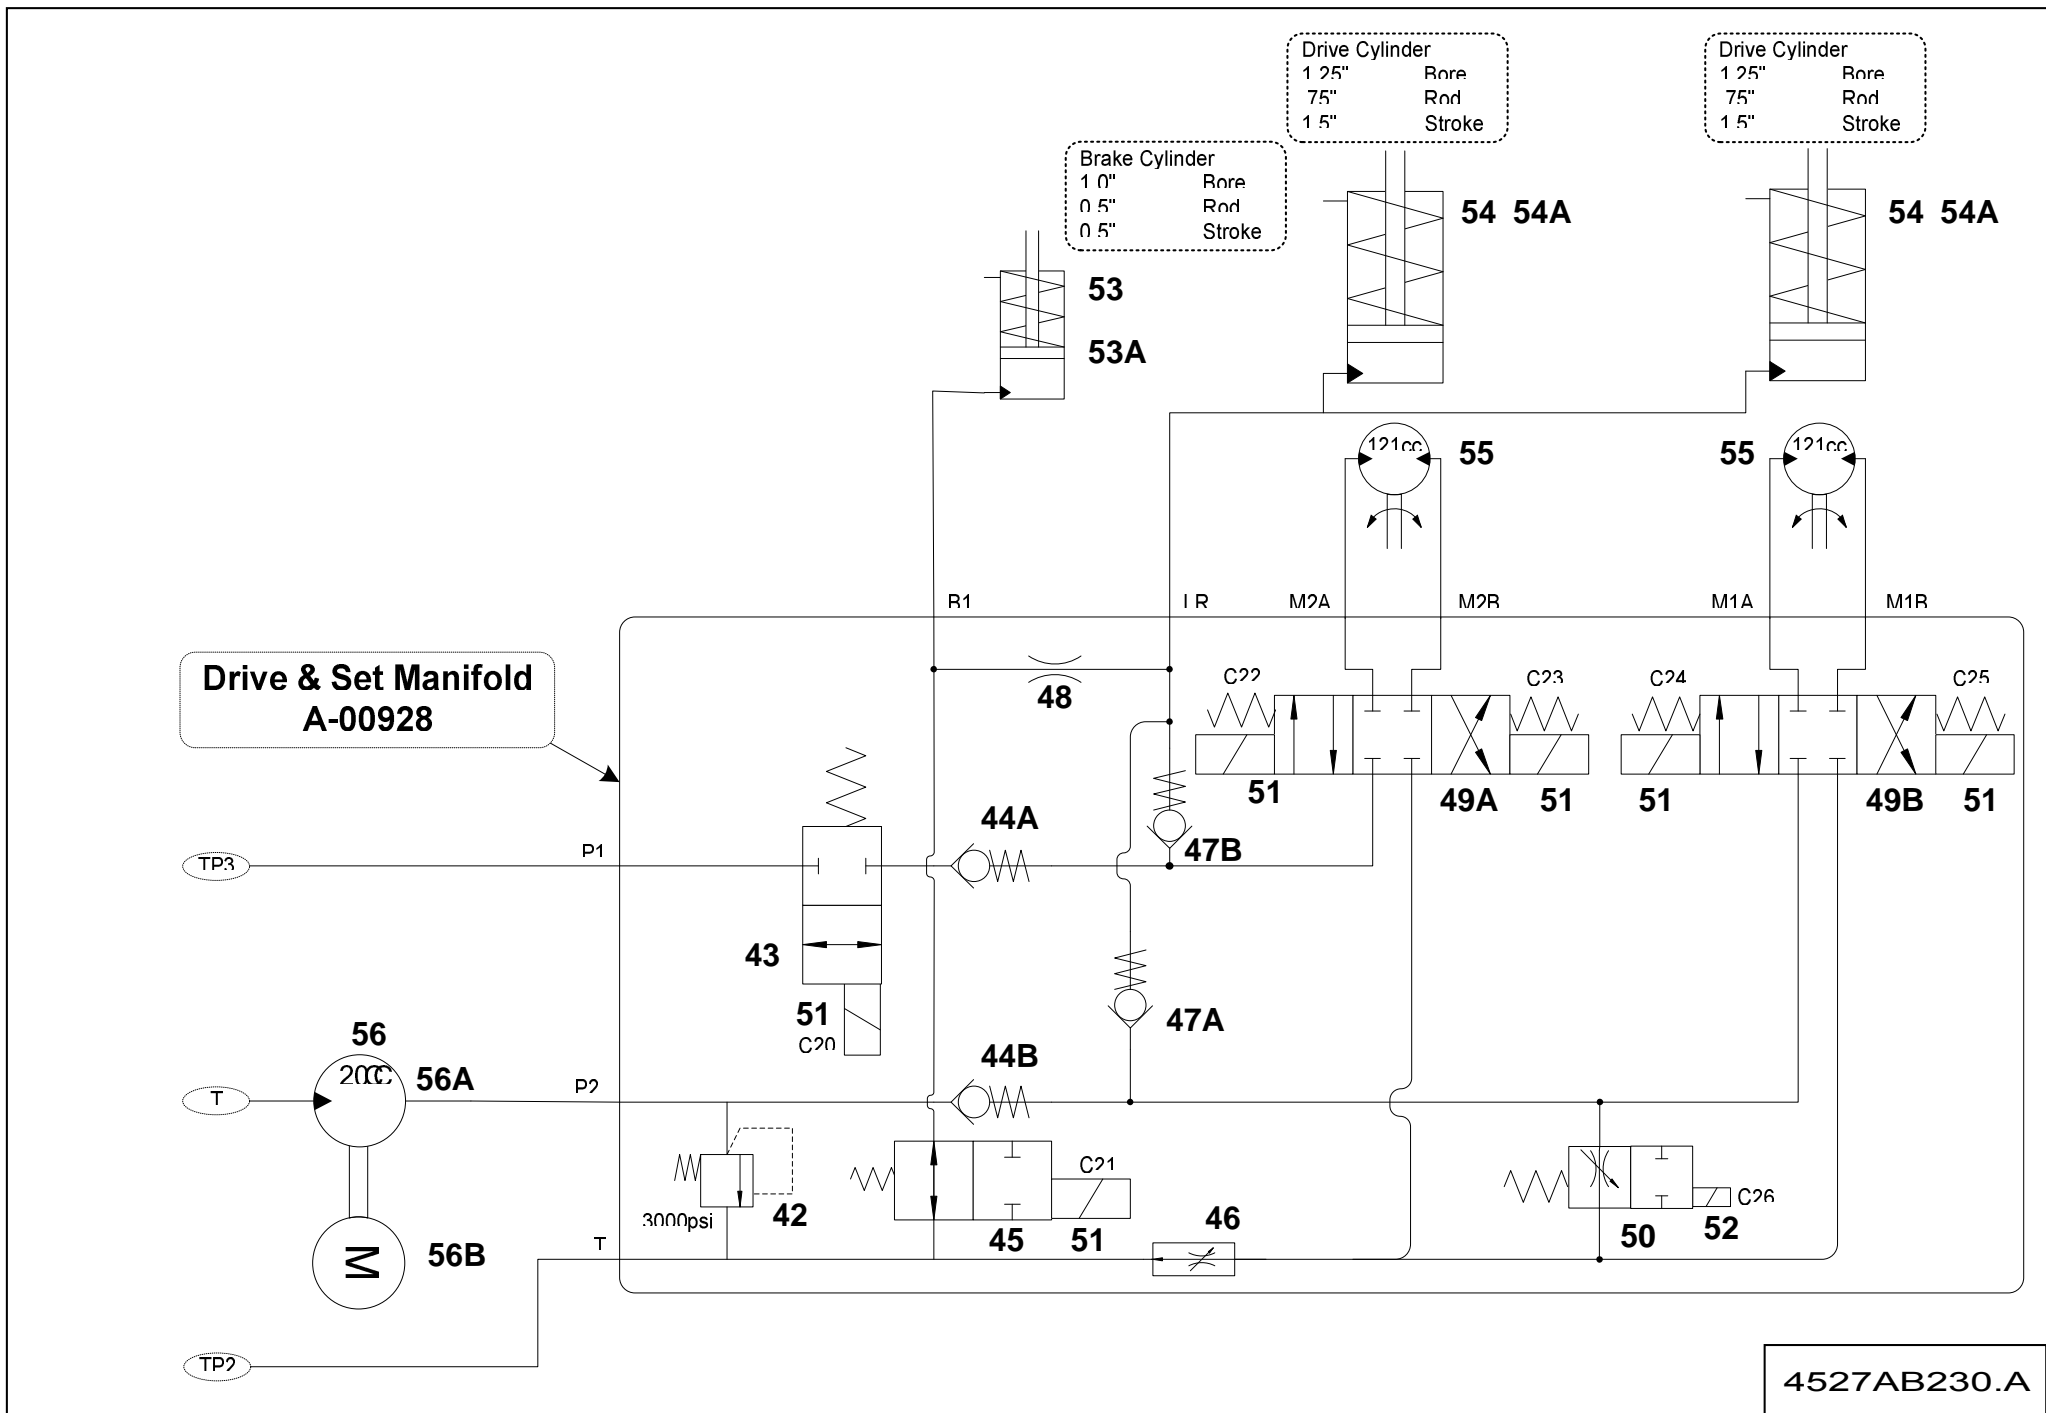 Drive Cylinder
1.25" Bore
.75" Rod
1.5" Stroke
Drive Cylinder
1.25" Bore
.75" Rod
1.5" Stroke
Brake Cylinder
1.0" Bore
0.5" Rod
0.5" Stroke
54 54A
54 54A
53
53A
121cc
55
55
121cc
B1
LR
M2A
M2B
M1A
M1B
Drive & Set Manifold
A-00928
48
C22
C23
C24
C25
51
49A
51
51
49B
51
44A
47B
TP3
P1
43
51
C20
47A
56
20CC
56A
44B
T
P2
C21
3000psi
42
45
51
46
50
52
C26
M
56B
T
TP2
4527AB230.A